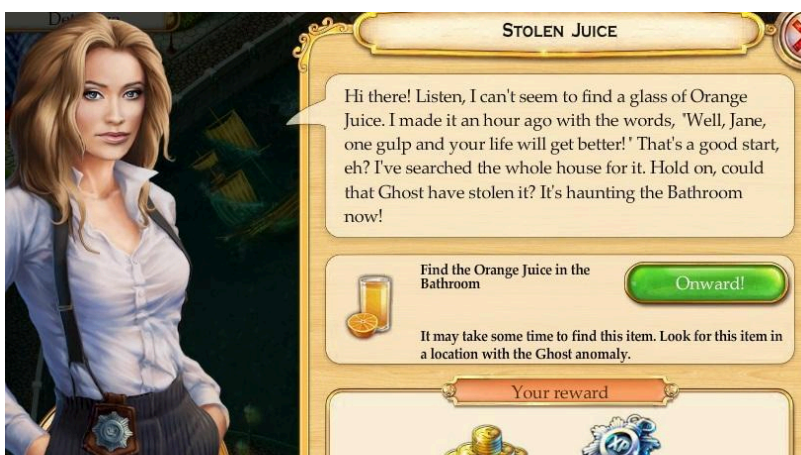 STOLEN JUICE
Hi there! Listen, I can't seem to find a glass of Orange
Juice. I made it an hour ago with the words, "Well, Jane,
one gulp and your life will get better!" That's a good start,
eh? I've searched the whole house for it. Hold on, could
that Ghost have stolen it? It's haunting the Bathroom
now!
Find the Orange Juice in the
Bathroom
Onward!
It may take some time to find this item. Look for this item in
a location with the Ghost anomaly.
Your reward
XP